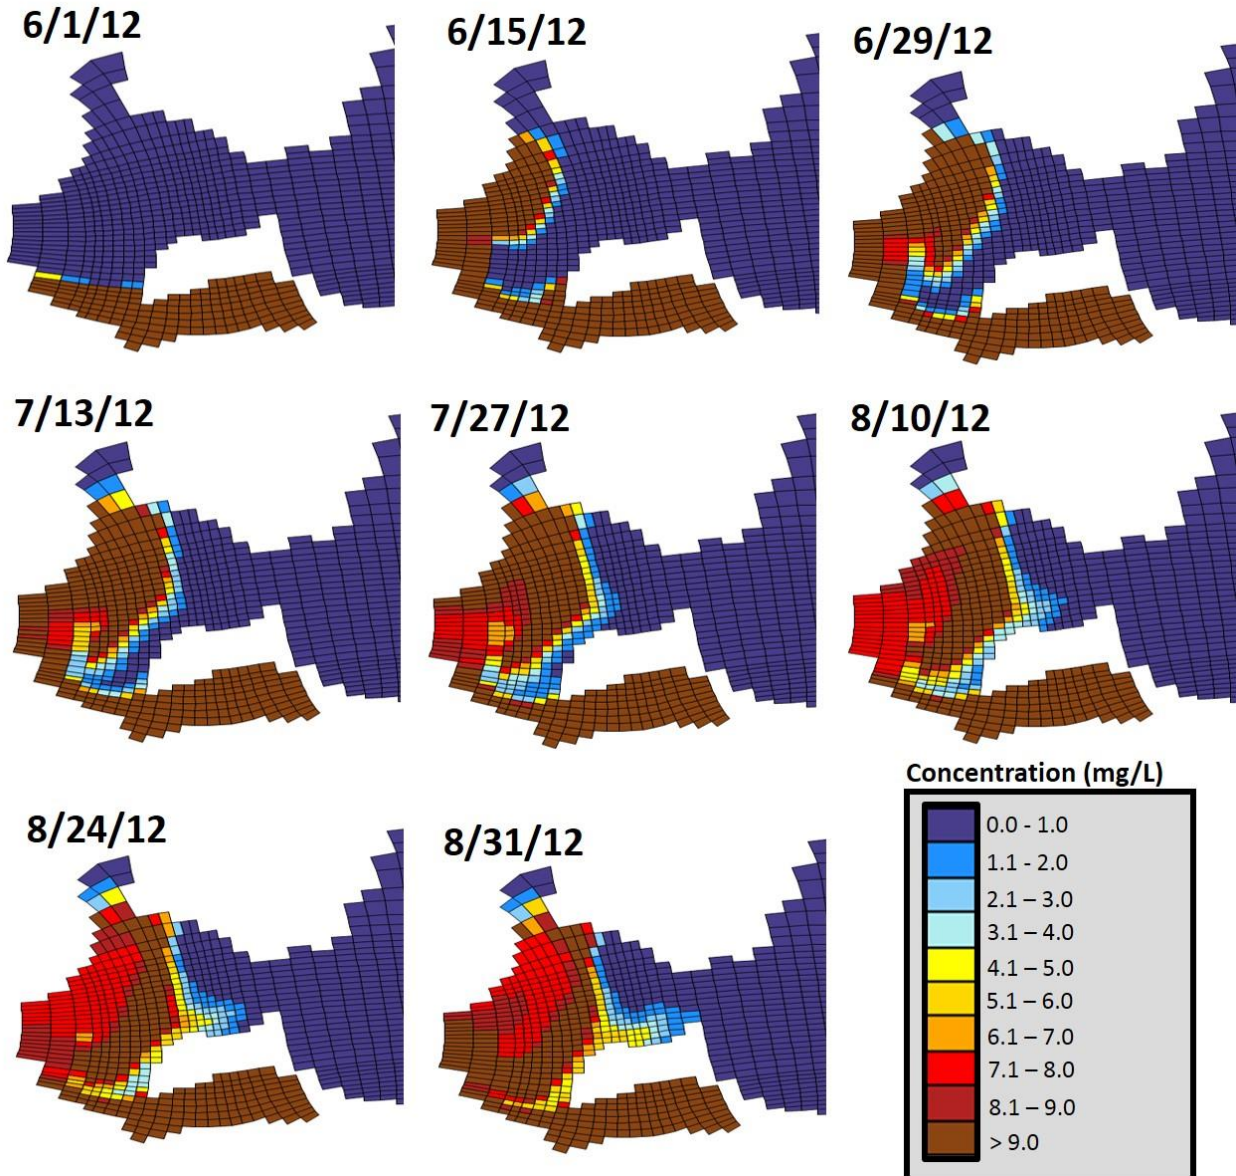 6/1/12
6/15/12
6/29/12
7/13/12
7/27/12
8/10/12
8/24/12
8/31/12
Concentration (mg/L)
0.0 - 1.0
1.1 - 2.0
2.1 – 3.0
3.1 – 4.0
4.1 – 5.0
5.1 – 6.0
6.1 – 7.0
7.1 – 8.0
8.1 – 9.0
> 9.0